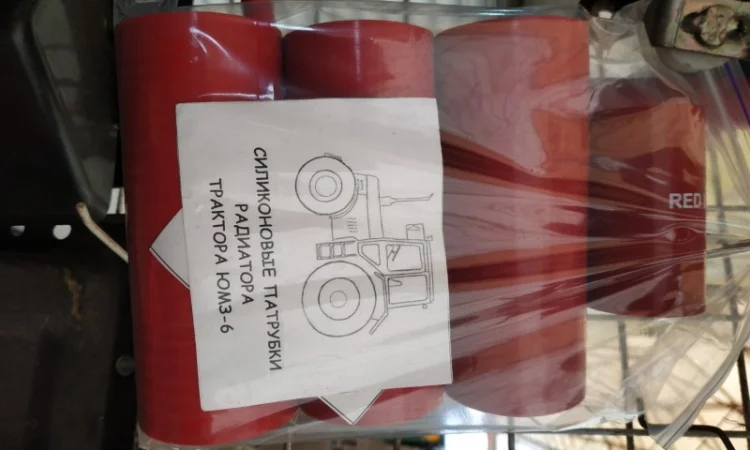 СИЛИКОНОВЫЕ ПАТРУБКИ
РАДИАТОРА
ТРАКТОРА ЮМЗ-6
RED